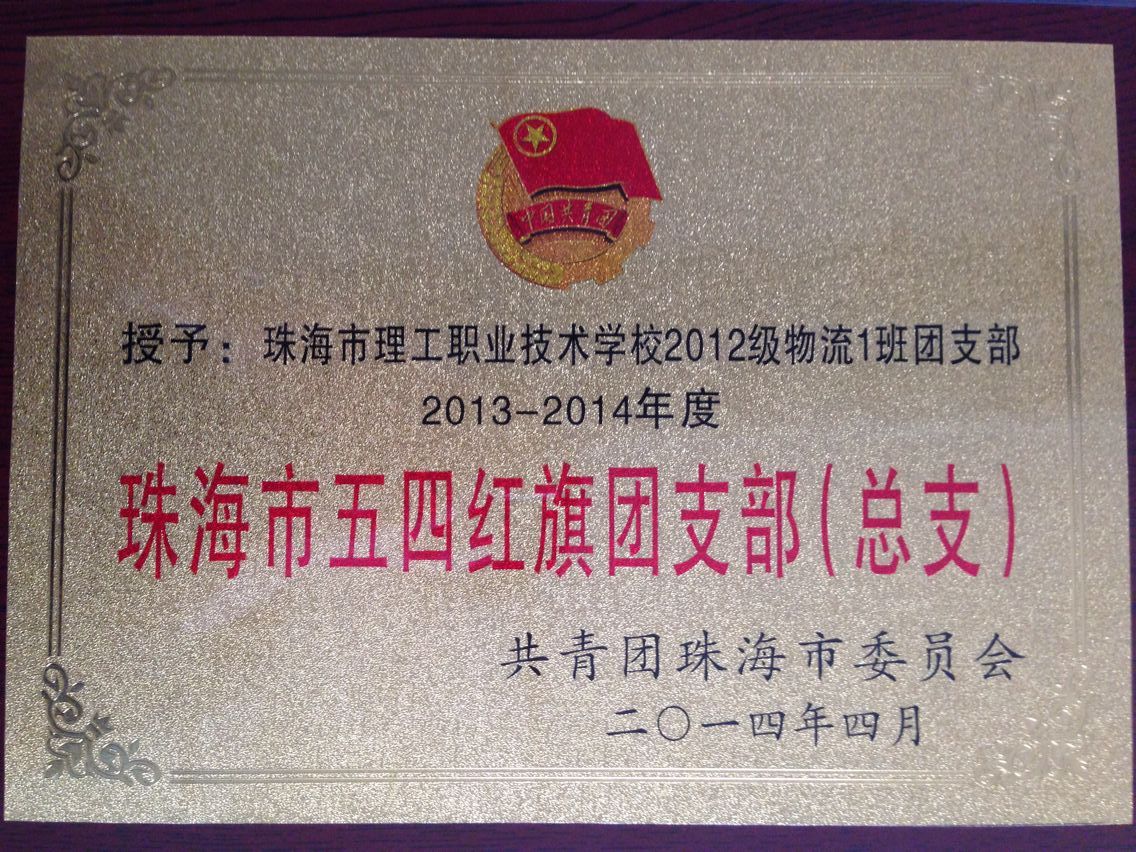 中国共青团
授予：珠海市理工职业技术学校2012级物流1班团支部
2013-2014年度
珠海市五四红旗团支部(总支)
共青团珠海市委员会
二〇一四年四月